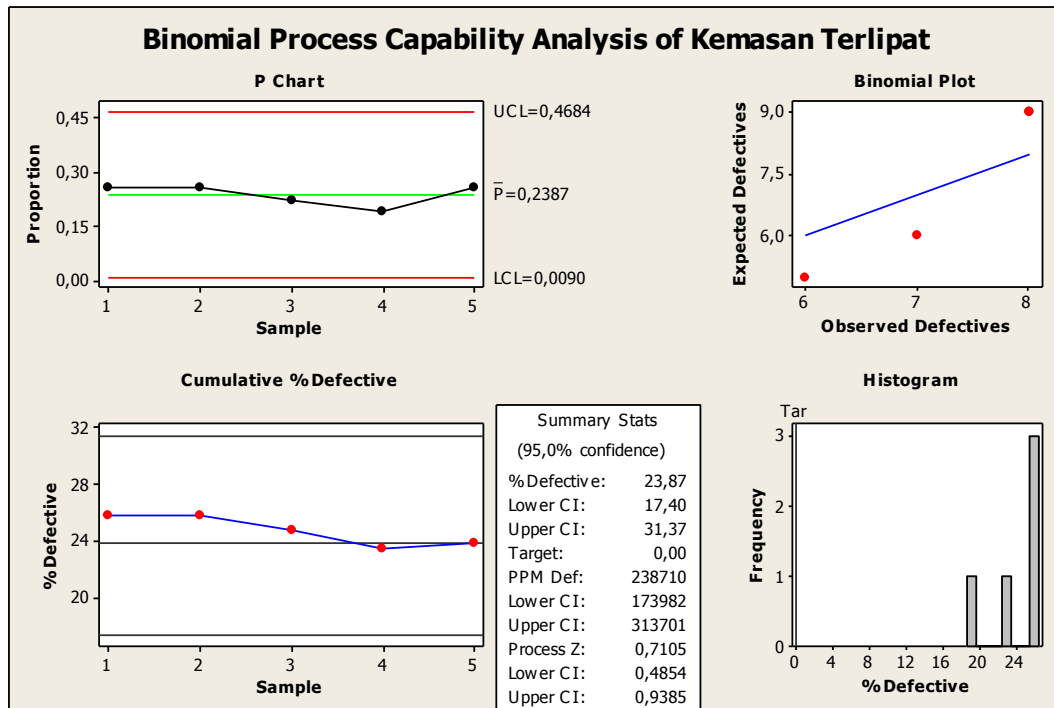 Binomial Process Capability Analysis of Kemasan Terlipat
P Chart
0,45
0,30
0,15
0,00
Proportion
1 2 3 4 5
Sample
UCL=0,4684
P̅=0,2387
LCL=0,0090
Binomial Plot
9,0
7,5
6,0
Expected Defectives
6 7 8
Observed Defectives
Cumulative %Defective
32
28
24
20
%Defective
1 2 3 4 5
Sample
Summary Stats
(95,0% confidence)
%Defective: 23,87
Lower CI: 17,40
Upper CI: 31,37
Target: 0,00
PPM Def: 238710
Lower CI: 173982
Upper CI: 313701
Process Z: 0,7105
Lower CI: 0,4854
Upper CI: 0,9385
Histogram
Tar
3
2
1
0
Frequency
0 4 8 12 16 20 24
%Defective